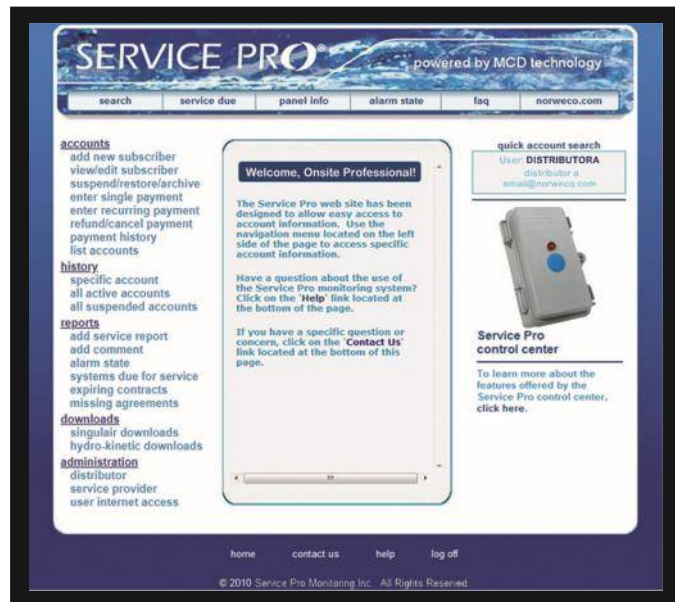 SERVICE PRO®
powered by MCD technology
search service due panel info alarm state faq norweco.com
accounts
add new subscriber
view/edit subscriber
suspend/restore/archive
enter single payment
enter recurring payment
refund/cancel payment
payment history
list accounts
history
specific account
all active accounts
all suspended accounts
reports
add service report
add comment
alarm state
systems due for service
expiring contracts
missing agreements
downloads
singulair downloads
hydro-kinetic downloads
administration
distributor
service provider
user internet access
Welcome, Onsite Professional!
The Service Pro web site has been
designed to allow easy access to
account information. Use the
navigation menu located on the left
side of the page to access specific
account information.
Have a question about the use of
the Service Pro monitoring system?
Click on the 'Help' link located at
the bottom of the page.
If you have a specific question or
concern, click on the 'Contact Us'
link located at the bottom of this
page.
quick account search
User: DISTRIBUTORA
distributor a
email@norweco.com
Service Pro
control center
To learn more about the
features offered by the
Service Pro control center,
click here.
home contact us help log off
© 2010 Service Pro Monitoring Inc. All Rights Reserved